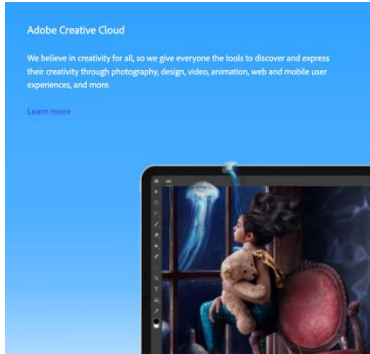 Adobe Creative Cloud
We believe in creativity for all, so we give everyone the tools to discover and express
their creativity through photography, design, video, animation, web and mobile user
experiences, and more.
Learn more